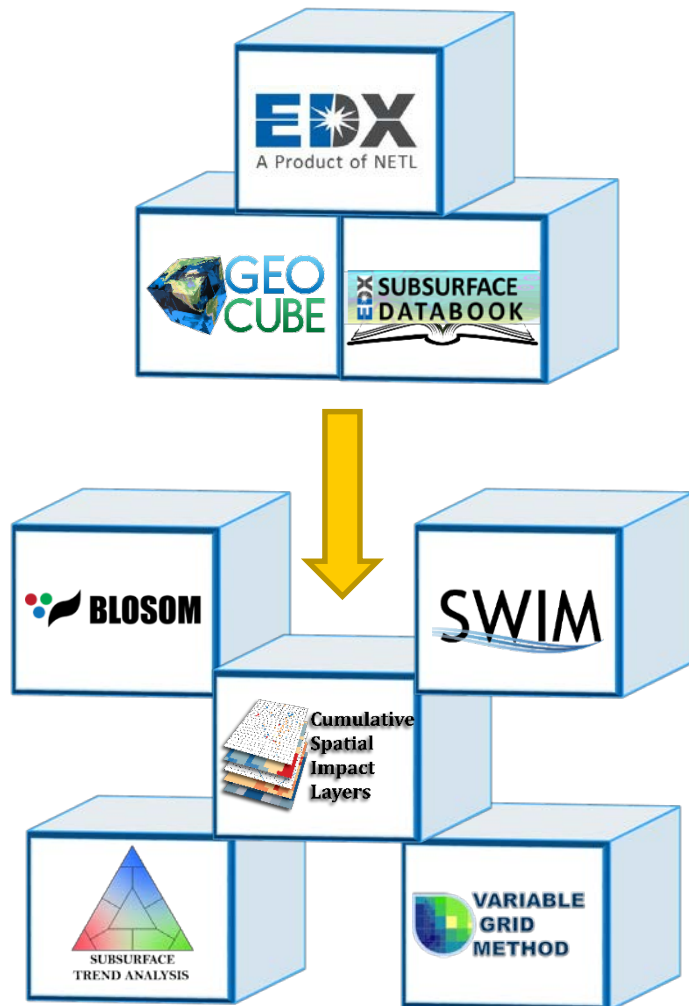 EDX
A Product of NETL
GEO
CUBE
EDX
SUBSURFACE
DATABOOK
BLOSOM
SWIM
Cumulative
Spatial
Impact
Layers
SUBSURFACE
TREND ANALYSIS
VARIABLE
GRID
METHOD